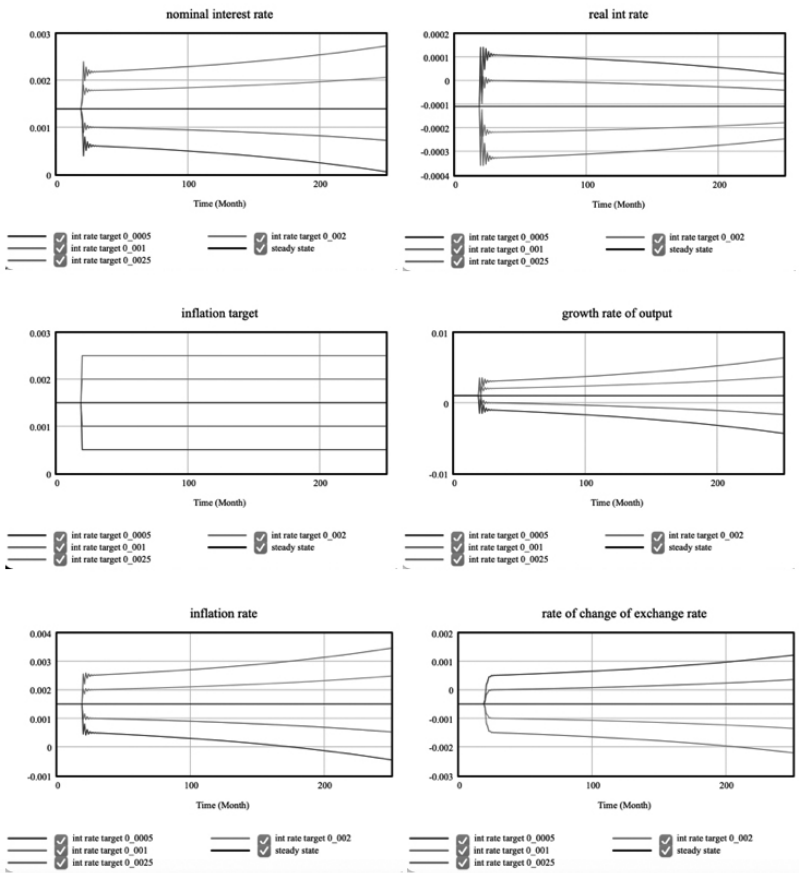 nominal interest rate
0.003
0.002
0.001
0
0 100 200
Time (Month)
int rate target 0_0005
int rate target 0_001
int rate target 0_0025
int rate target 0_002
steady state
real int rate
0.0002
0.0001
0
-0.0001
-0.0002
-0.0003
-0.0004
0 100 200
Time (Month)
int rate target 0_0005
int rate target 0_001
int rate target 0_0025
int rate target 0_002
steady state
inflation target
0.003
0.002
0.001
0
0 100 200
Time (Month)
int rate target 0_0005
int rate target 0_001
int rate target 0_0025
int rate target 0_002
steady state
growth rate of output
0.01
0
-0.01
0 100 200
Time (Month)
int rate target 0_0005
int rate target 0_001
int rate target 0_0025
int rate target 0_002
steady state
inflation rate
0.004
0.003
0.002
0.001
0
-0.001
0 100 200
Time (Month)
int rate target 0_0005
int rate target 0_001
int rate target 0_0025
int rate target 0_002
steady state
rate of change of exchange rate
0.002
0.001
0
-0.001
-0.002
-0.003
0 100 200
Time (Month)
int rate target 0_0005
int rate target 0_001
int rate target 0_0025
int rate target 0_002
steady state